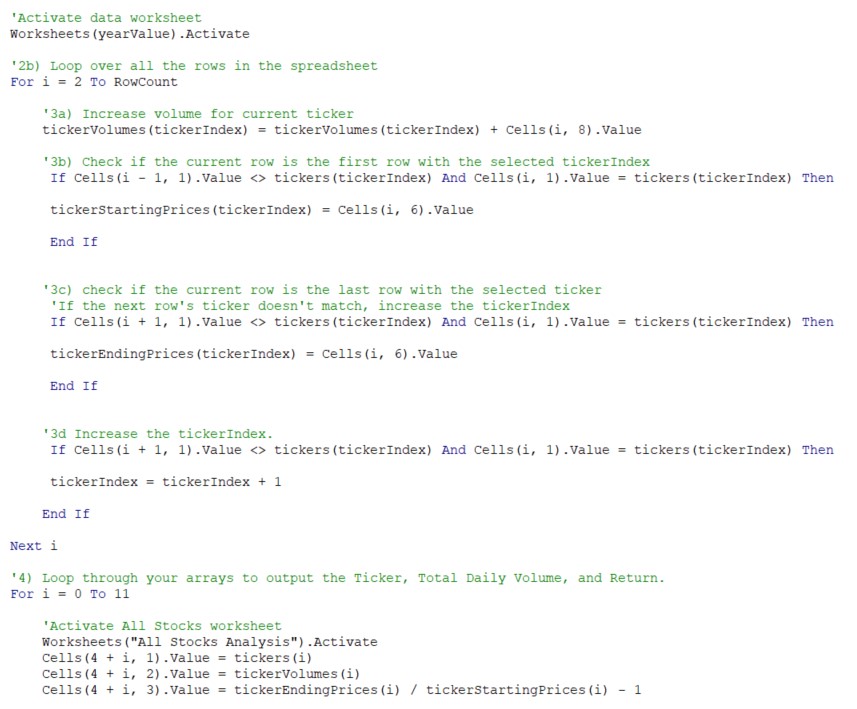 'Activate data worksheet
Worksheets(yearValue).Activate
'2b) Loop over all the rows in the spreadsheet
For i = 2 To RowCount
'3a) Increase volume for current ticker
tickerVolumes(tickerIndex) = tickerVolumes(tickerIndex) + Cells(i, 8).Value
'3b) Check if the current row is the first row with the selected tickerIndex
If Cells(i - 1, 1).Value <> tickers(tickerIndex) And Cells(i, 1).Value = tickers(tickerIndex) Then
tickerStartingPrices(tickerIndex) = Cells(i, 6).Value
End If
'3c) check if the current row is the last row with the selected ticker
'If the next row's ticker doesn't match, increase the tickerIndex
If Cells(i + 1, 1).Value <> tickers(tickerIndex) And Cells(i, 1).Value = tickers(tickerIndex) Then
tickerEndingPrices(tickerIndex) = Cells(i, 6).Value
End If
'3d Increase the tickerIndex.
If Cells(i + 1, 1).Value <> tickers(tickerIndex) And Cells(i, 1).Value = tickers(tickerIndex) Then
tickerIndex = tickerIndex + 1
End If
Next i
'4) Loop through your arrays to output the Ticker, Total Daily Volume, and Return.
For i = 0 To 11
'Activate All Stocks worksheet
Worksheets("All Stocks Analysis").Activate
Cells(4 + i, 1).Value = tickers(i)
Cells(4 + i, 2).Value = tickerVolumes(i)
Cells(4 + i, 3).Value = tickerEndingPrices(i) / tickerStartingPrices(i) - 1